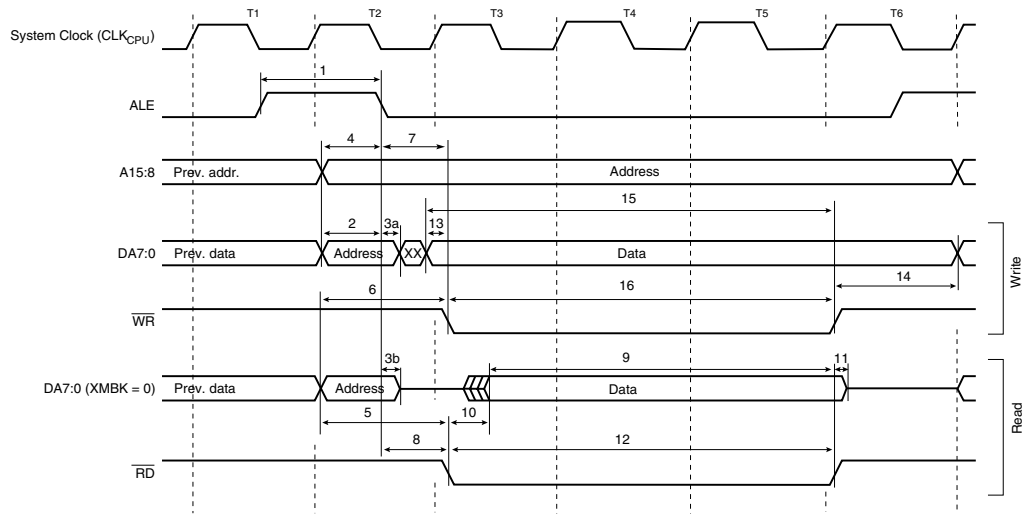 T1 T2 T3 T4 T5 T6
System Clock (CLKCPU)
1
ALE
4 7
A15:8 Prev. addr. Address
15
2 3a 13
DA7:0 Prev. data Address XX Data
14
6 16
WR
Write
3b 9 11
DA7:0 (XMBK = 0) Prev. data Address Data
5 10
Read
8 12
RD